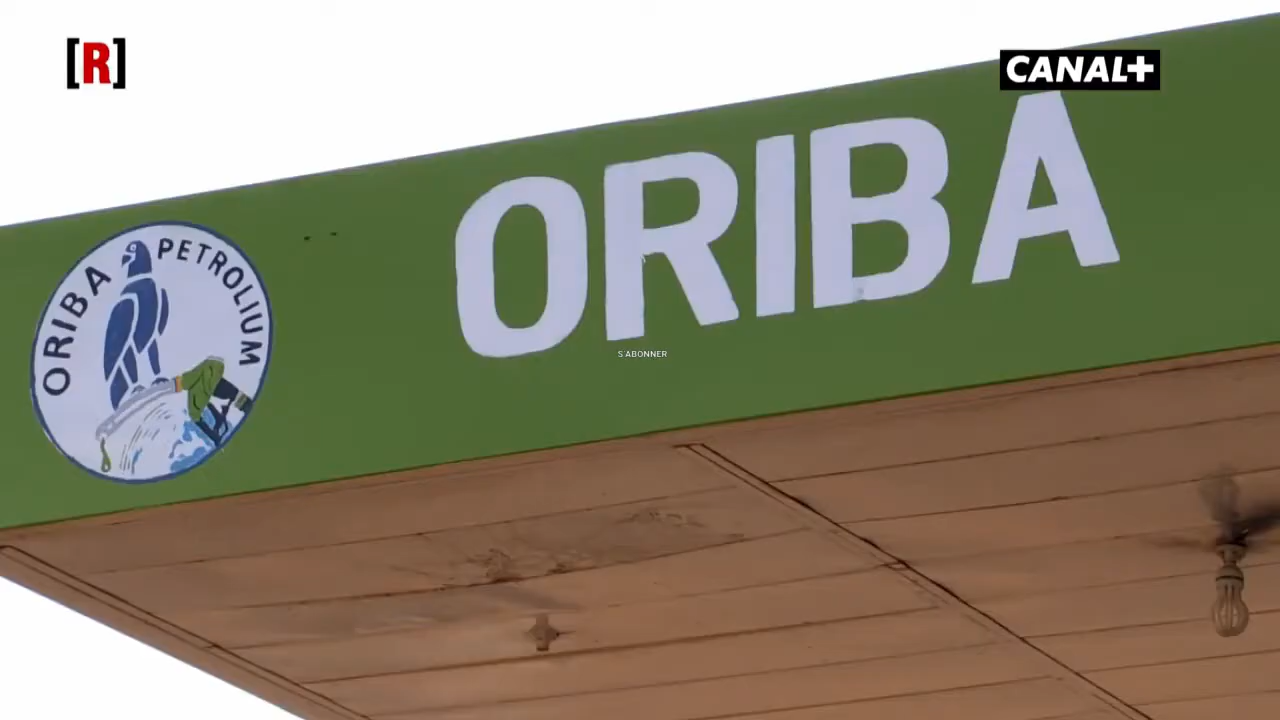 [R]
CANAL+
ORIBA PETROLIUM
ORIBA
S'ABONNER